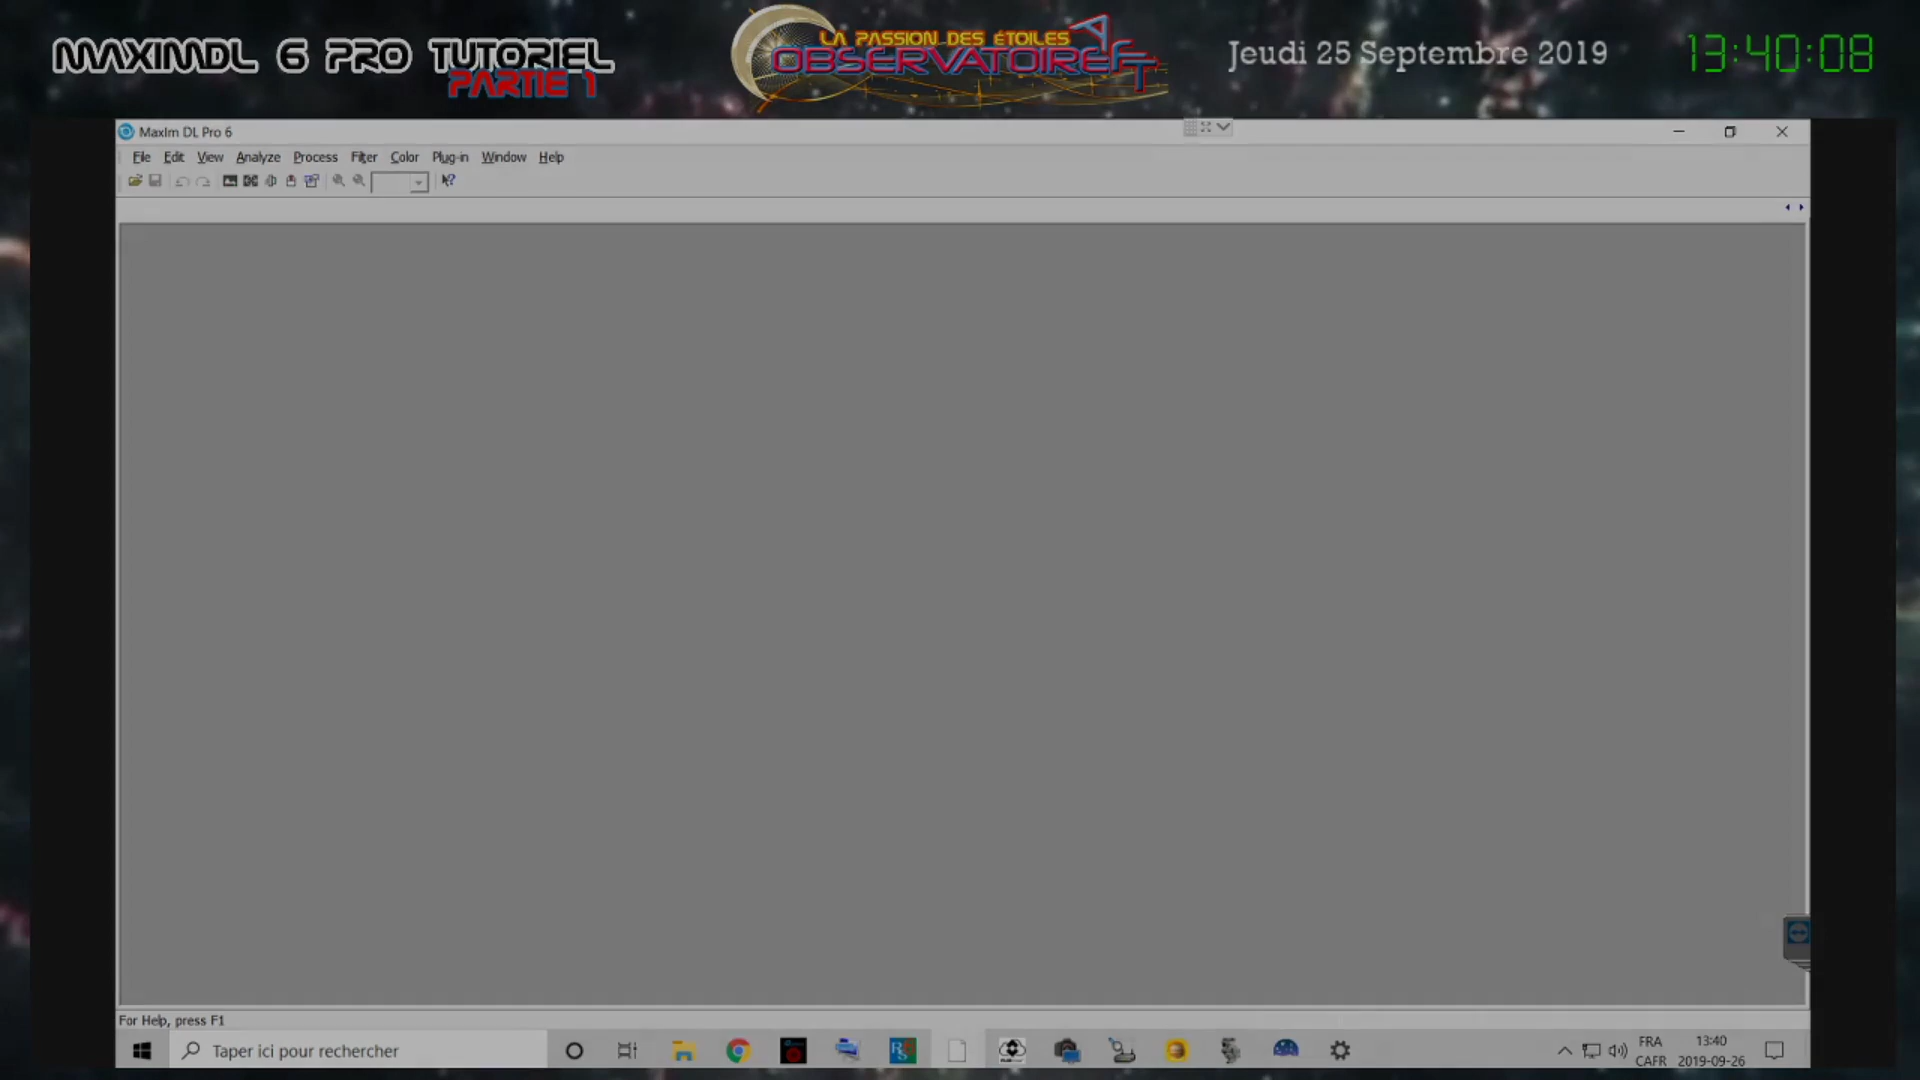 MAXIMDL 6 PRO TUTORIEL
PARTIE 1
LA PASSION DES ÉTOILES
OBSERVATOIRE AFT
Jeudi 25 Septembre 2019
13:40:08
MaxIm DL Pro 6
File Edit View Analyze Process Filter Color Plug-in Window Help
For Help, press F1
Taper ici pour rechercher
FRA
CAFR
13:40
2019-09-26